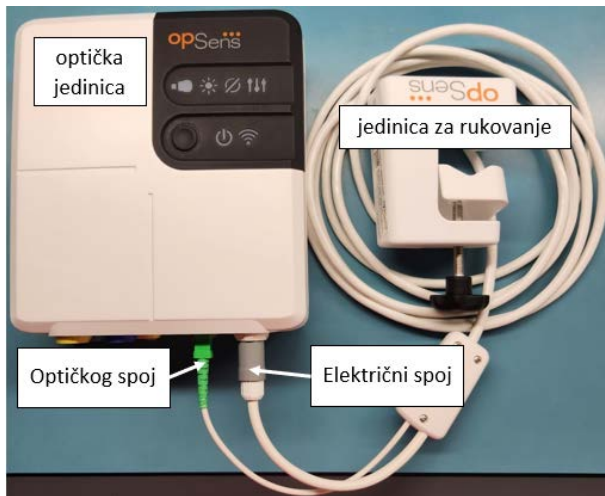 optička
jedinica
opSens
opSens
jedinica za rukovanje
Optičkog spoj
Električni spoj